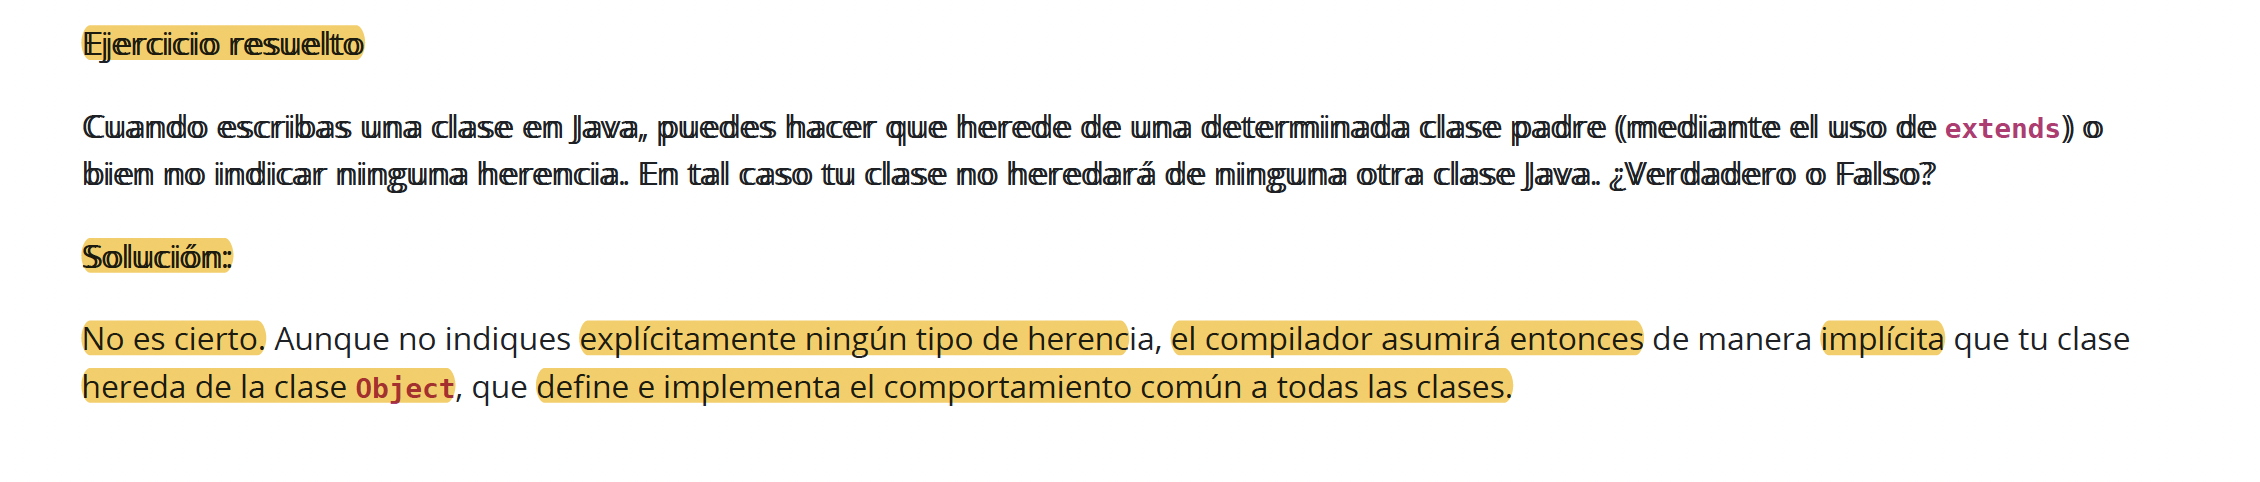 Ejercicio resuelto
Cuando escribas una clase en Java, puedes hacer que herede de una determinada clase padre (mediante el uso de extends) o
bien no indicar ninguna herencia. En tal caso tu clase no heredará de ninguna otra clase Java. ¿Verdadero o Falso?
Solución:
No es cierto. Aunque no indiques explícitamente ningún tipo de herencia, el compilador asumirá entonces de manera implícita que tu clase
hereda de la clase Object, que define e implementa el comportamiento común a todas las clases.